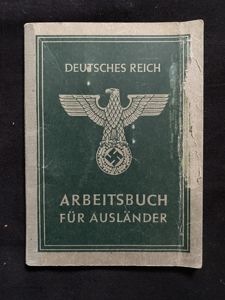 DEUTSCHES REICH
ARBEITSBUCH
FÜR AUSLÄNDER